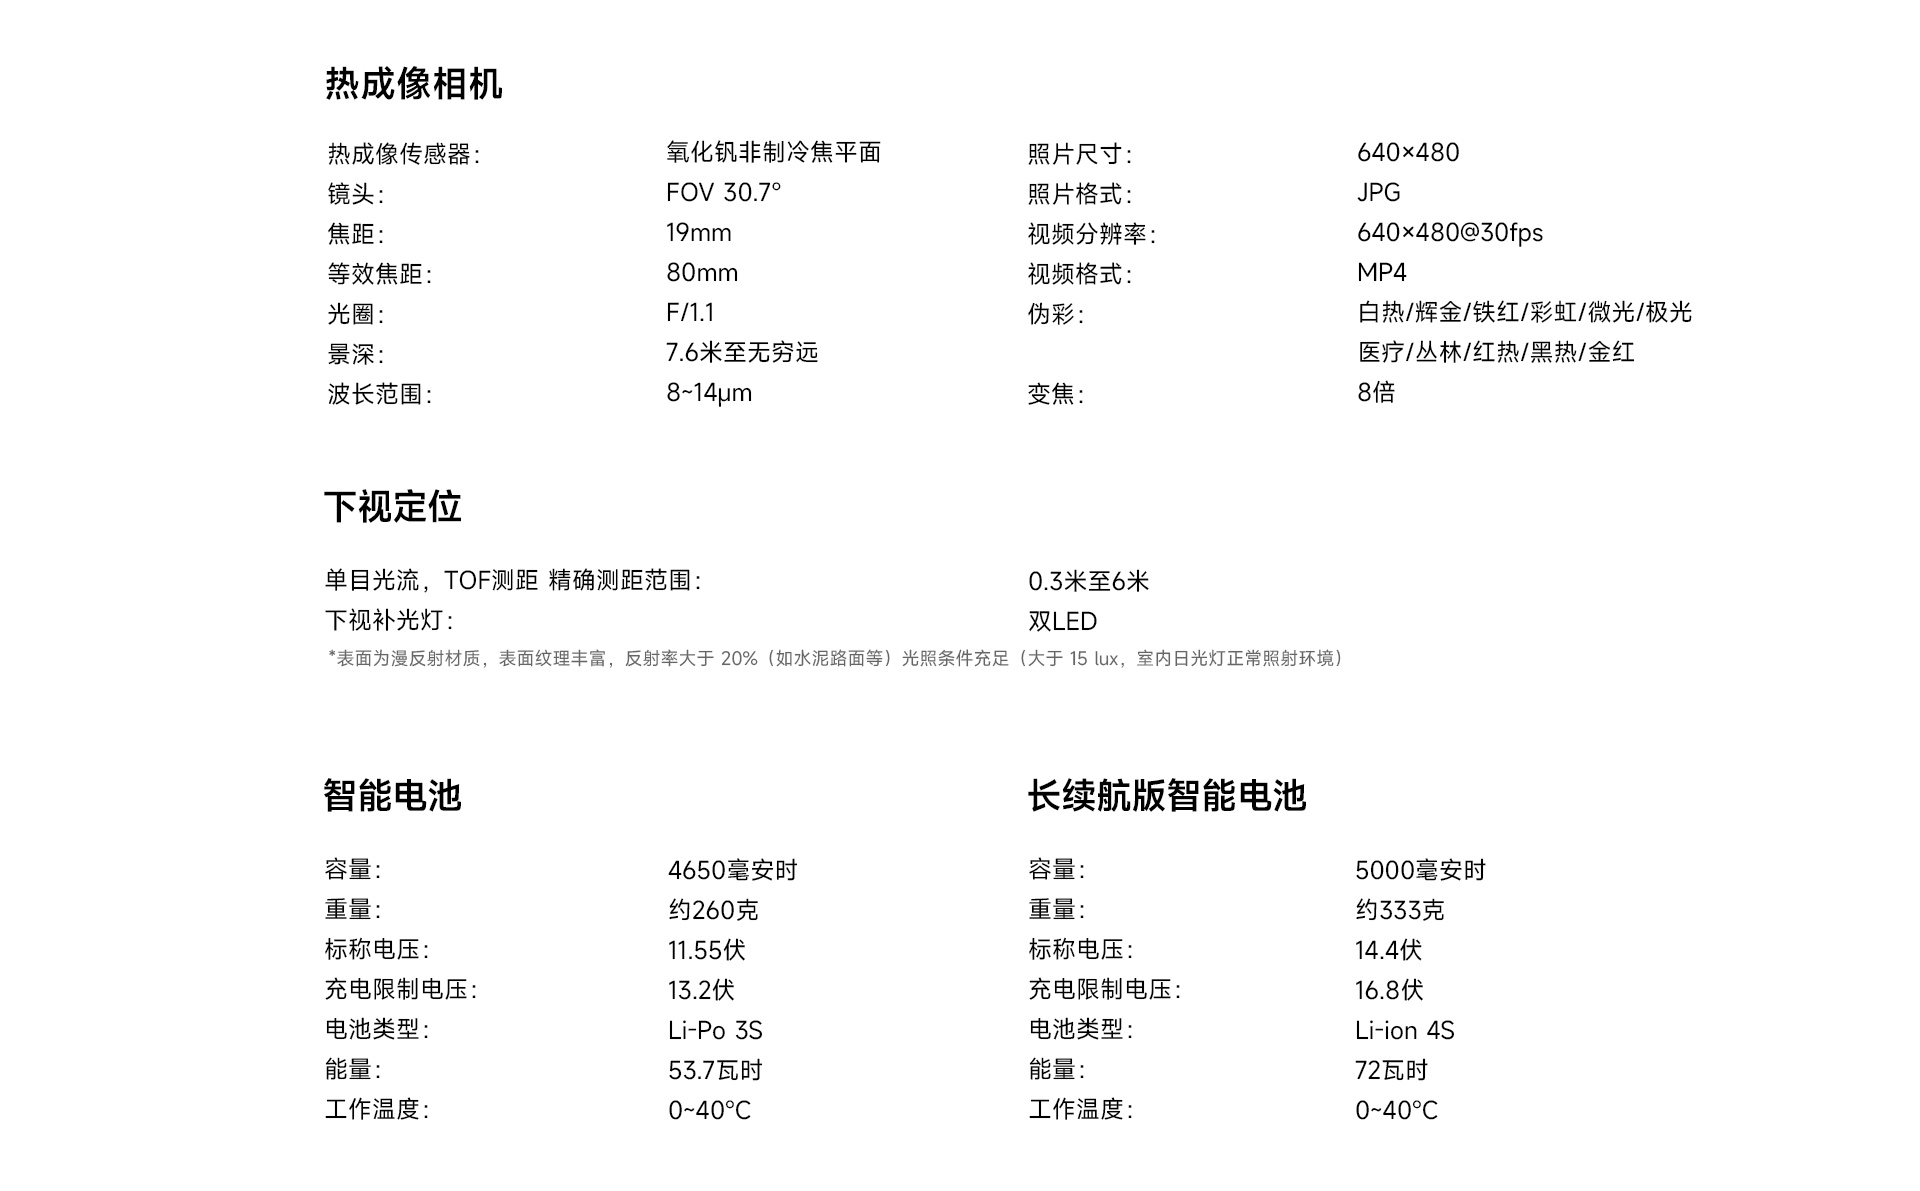 热成像相机
热成像传感器: 氧化钒非制冷焦平面 照片尺寸: 640×480
镜头: FOV 30.7° 照片格式: JPG
焦距: 19mm 视频分辨率: 640×480@30fps
等效焦距: 80mm 视频格式: MP4
光圈: F/1.1 伪彩: 白热/辉金/铁红/彩虹/微光/极光
景深: 7.6米至无穷远 医疗/丛林/红热/黑热/金红
波长范围: 8~14μm 变焦: 8倍
下视定位
单目光流，TOF测距 精确测距范围: 0.3米至6米
下视补光灯: 双LED
*表面为漫反射材质，表面纹理丰富，反射率大于 20%（如水泥路面等）光照条件充足（大于 15 lux，室内日光灯正常照射环境）
智能电池 长续航版智能电池
容量: 4650毫安时 容量: 5000毫安时
重量: 约260克 重量: 约333克
标称电压: 11.55伏 标称电压: 14.4伏
充电限制电压: 13.2伏 充电限制电压: 16.8伏
电池类型: Li-Po 3S 电池类型: Li-ion 4S
能量: 53.7瓦时 能量: 72瓦时
工作温度: 0~40°C 工作温度: 0~40°C